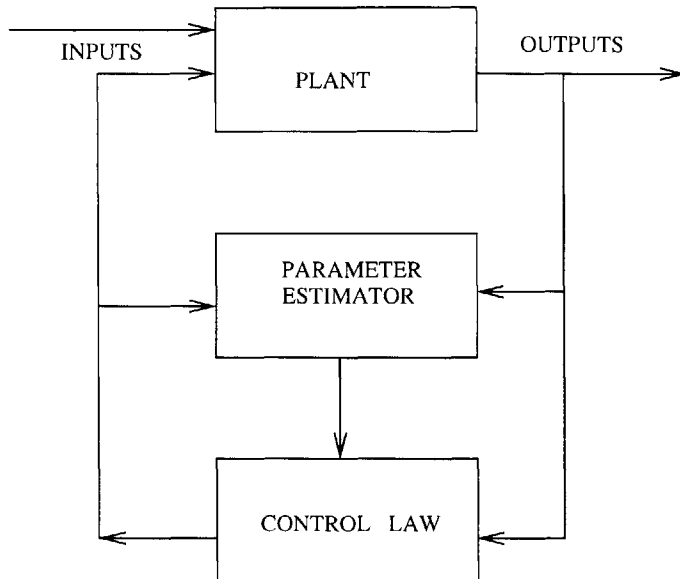 INPUTS
OUTPUTS
PLANT
PARAMETER
ESTIMATOR
CONTROL LAW